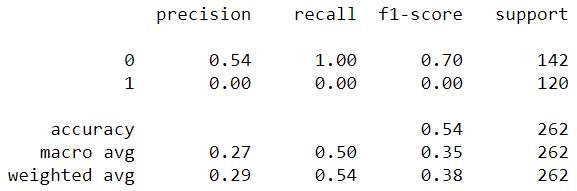 precision recall f1-score support
0 0.54 1.00 0.70 142
1 0.00 0.00 0.00 120
accuracy 0.54 262
macro avg 0.27 0.50 0.35 262
weighted avg 0.29 0.54 0.38 262